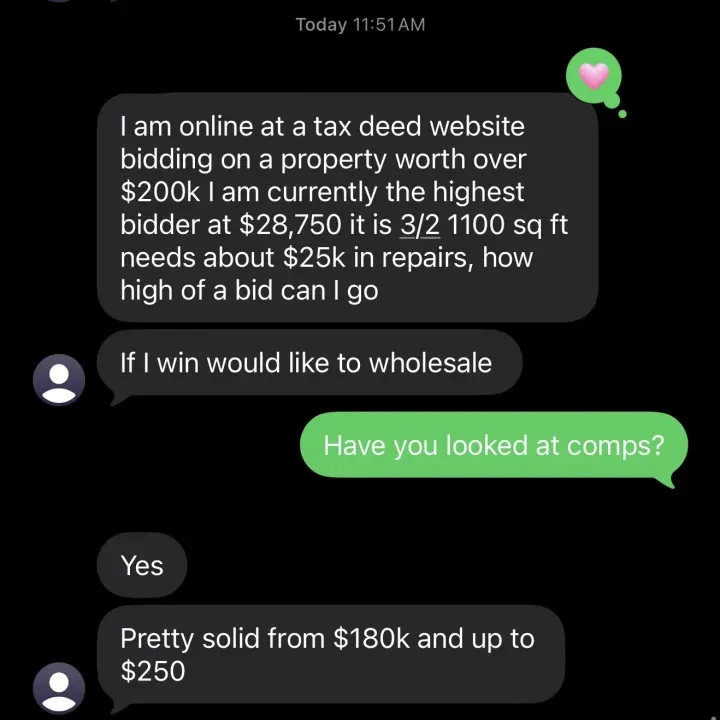 Today 11:51 AM
I am online at a tax deed website
bidding on a property worth over
$200k I am currently the highest
bidder at $28,750 it is 3/2 1100 sq ft
needs about $25k in repairs, how
high of a bid can I go
If I win would like to wholesale
Have you looked at comps?
Yes
Pretty solid from $180k and up to
$250